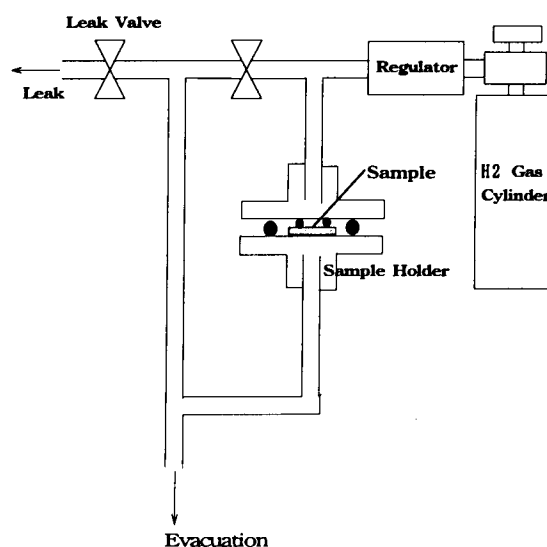 Leak Valve
Leak
Regulator
H2 Gas
Cylinder
Sample
Sample Holder
Evacuation